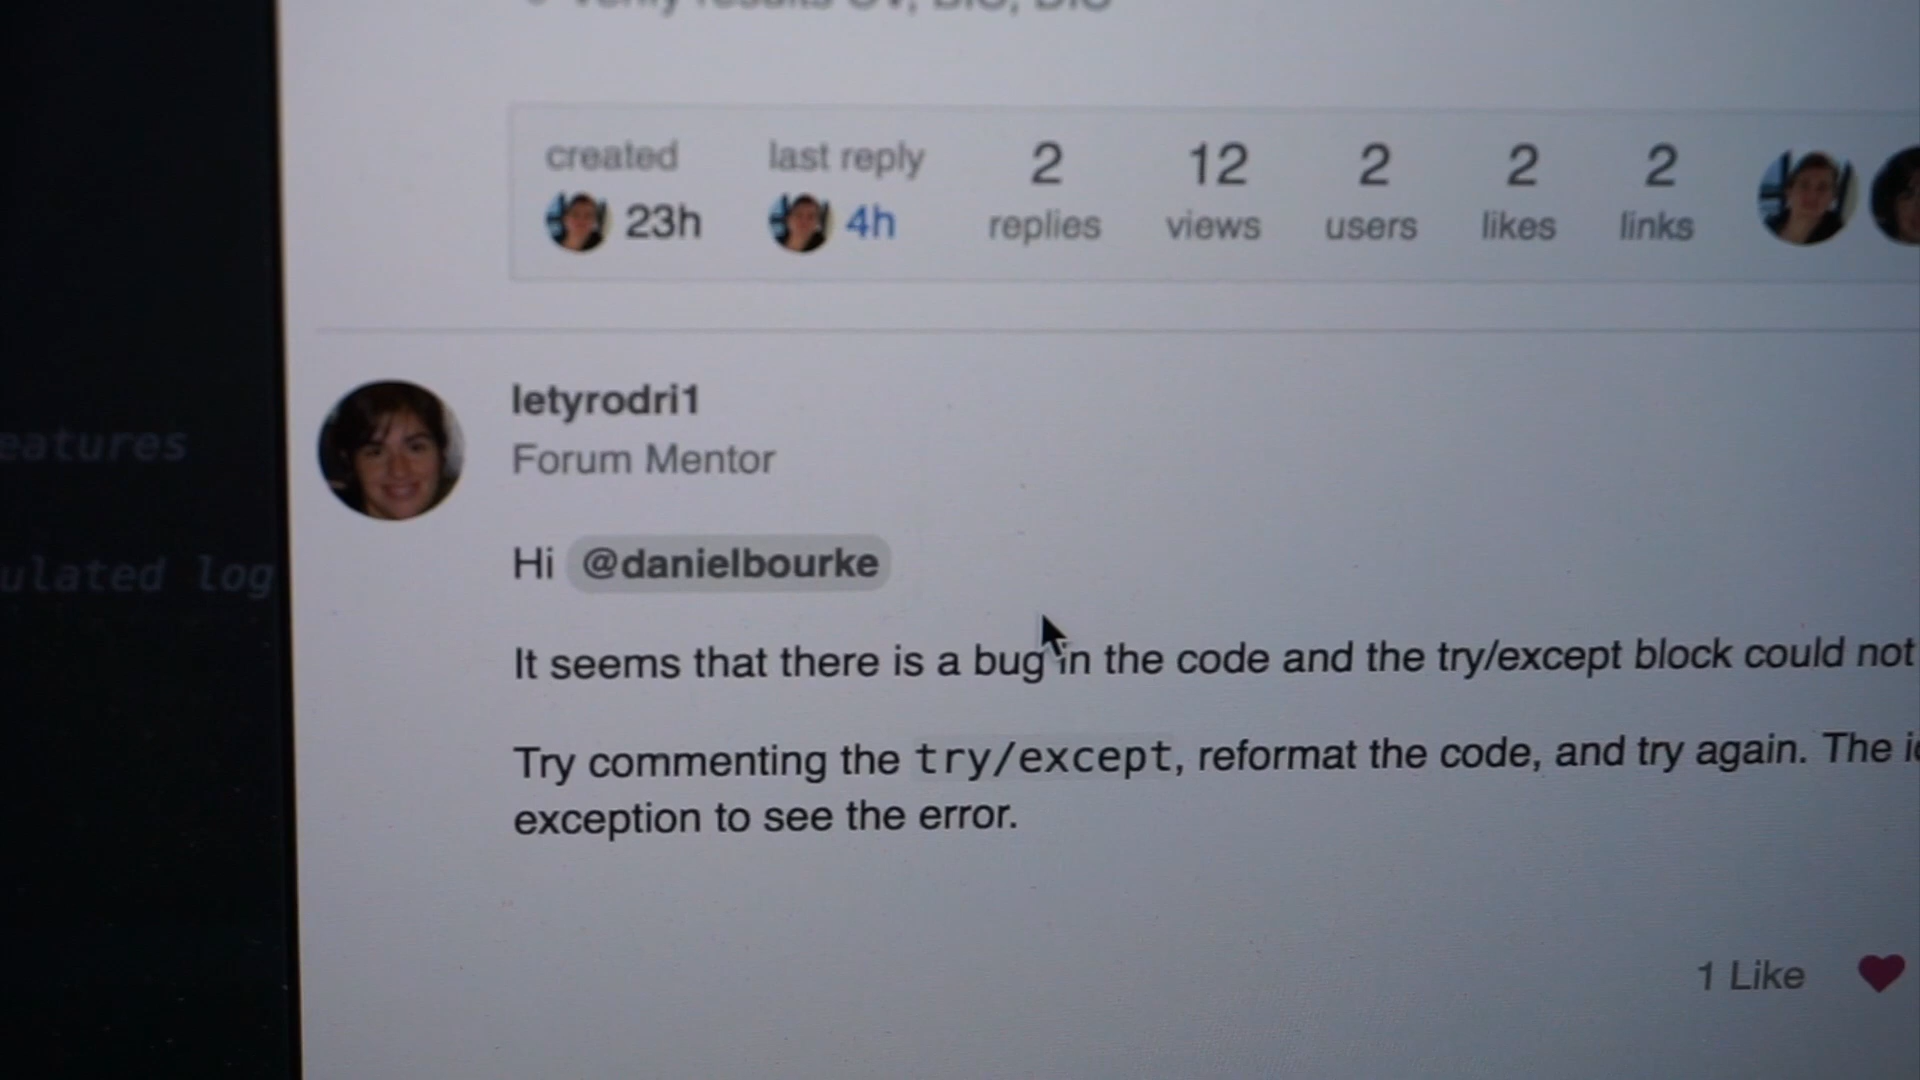 created last reply 2 12 2 2 2
23h 4h replies views users likes links
letyrodri1
Forum Mentor
eatures
Hi @danielbourke
ulated log
It seems that there is a bug in the code and the try/except block could not
Try commenting the try/except, reformat the code, and try again. The
exception to see the error.
1 Like